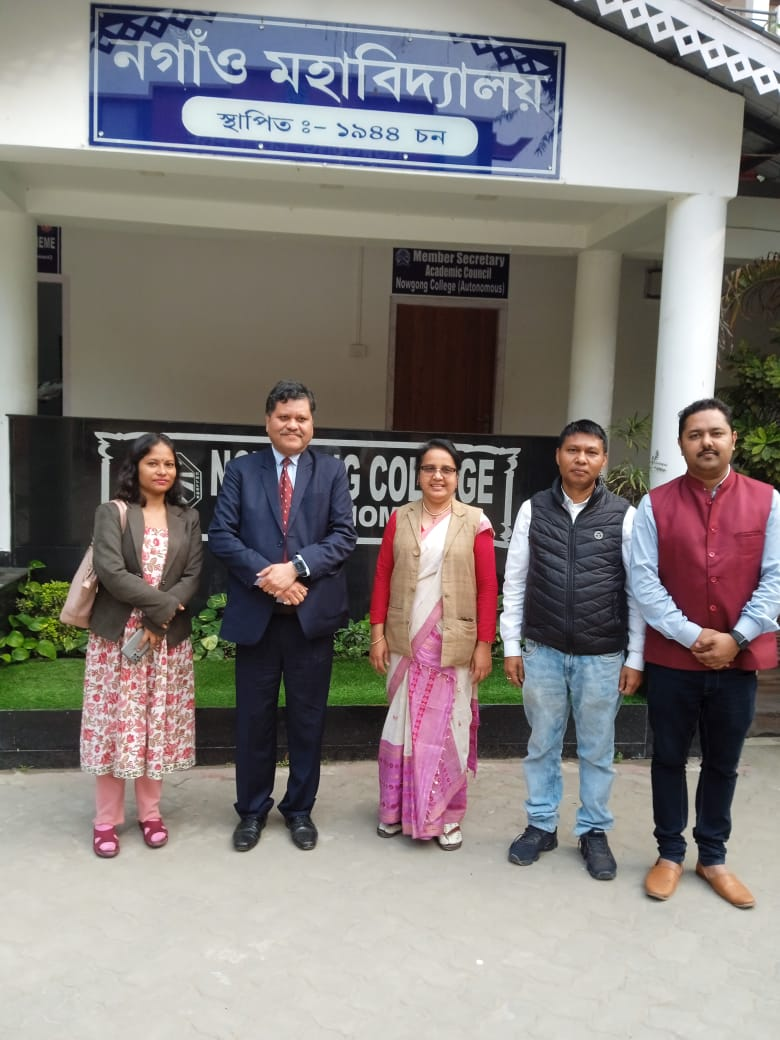 নগাঁও মহাবিদ্যালয়
স্থাপিত ঃ- ১৯৪৪ চন
Member Secretary
Academic Council
Nowgong College (Autonomous)
COLLEGE